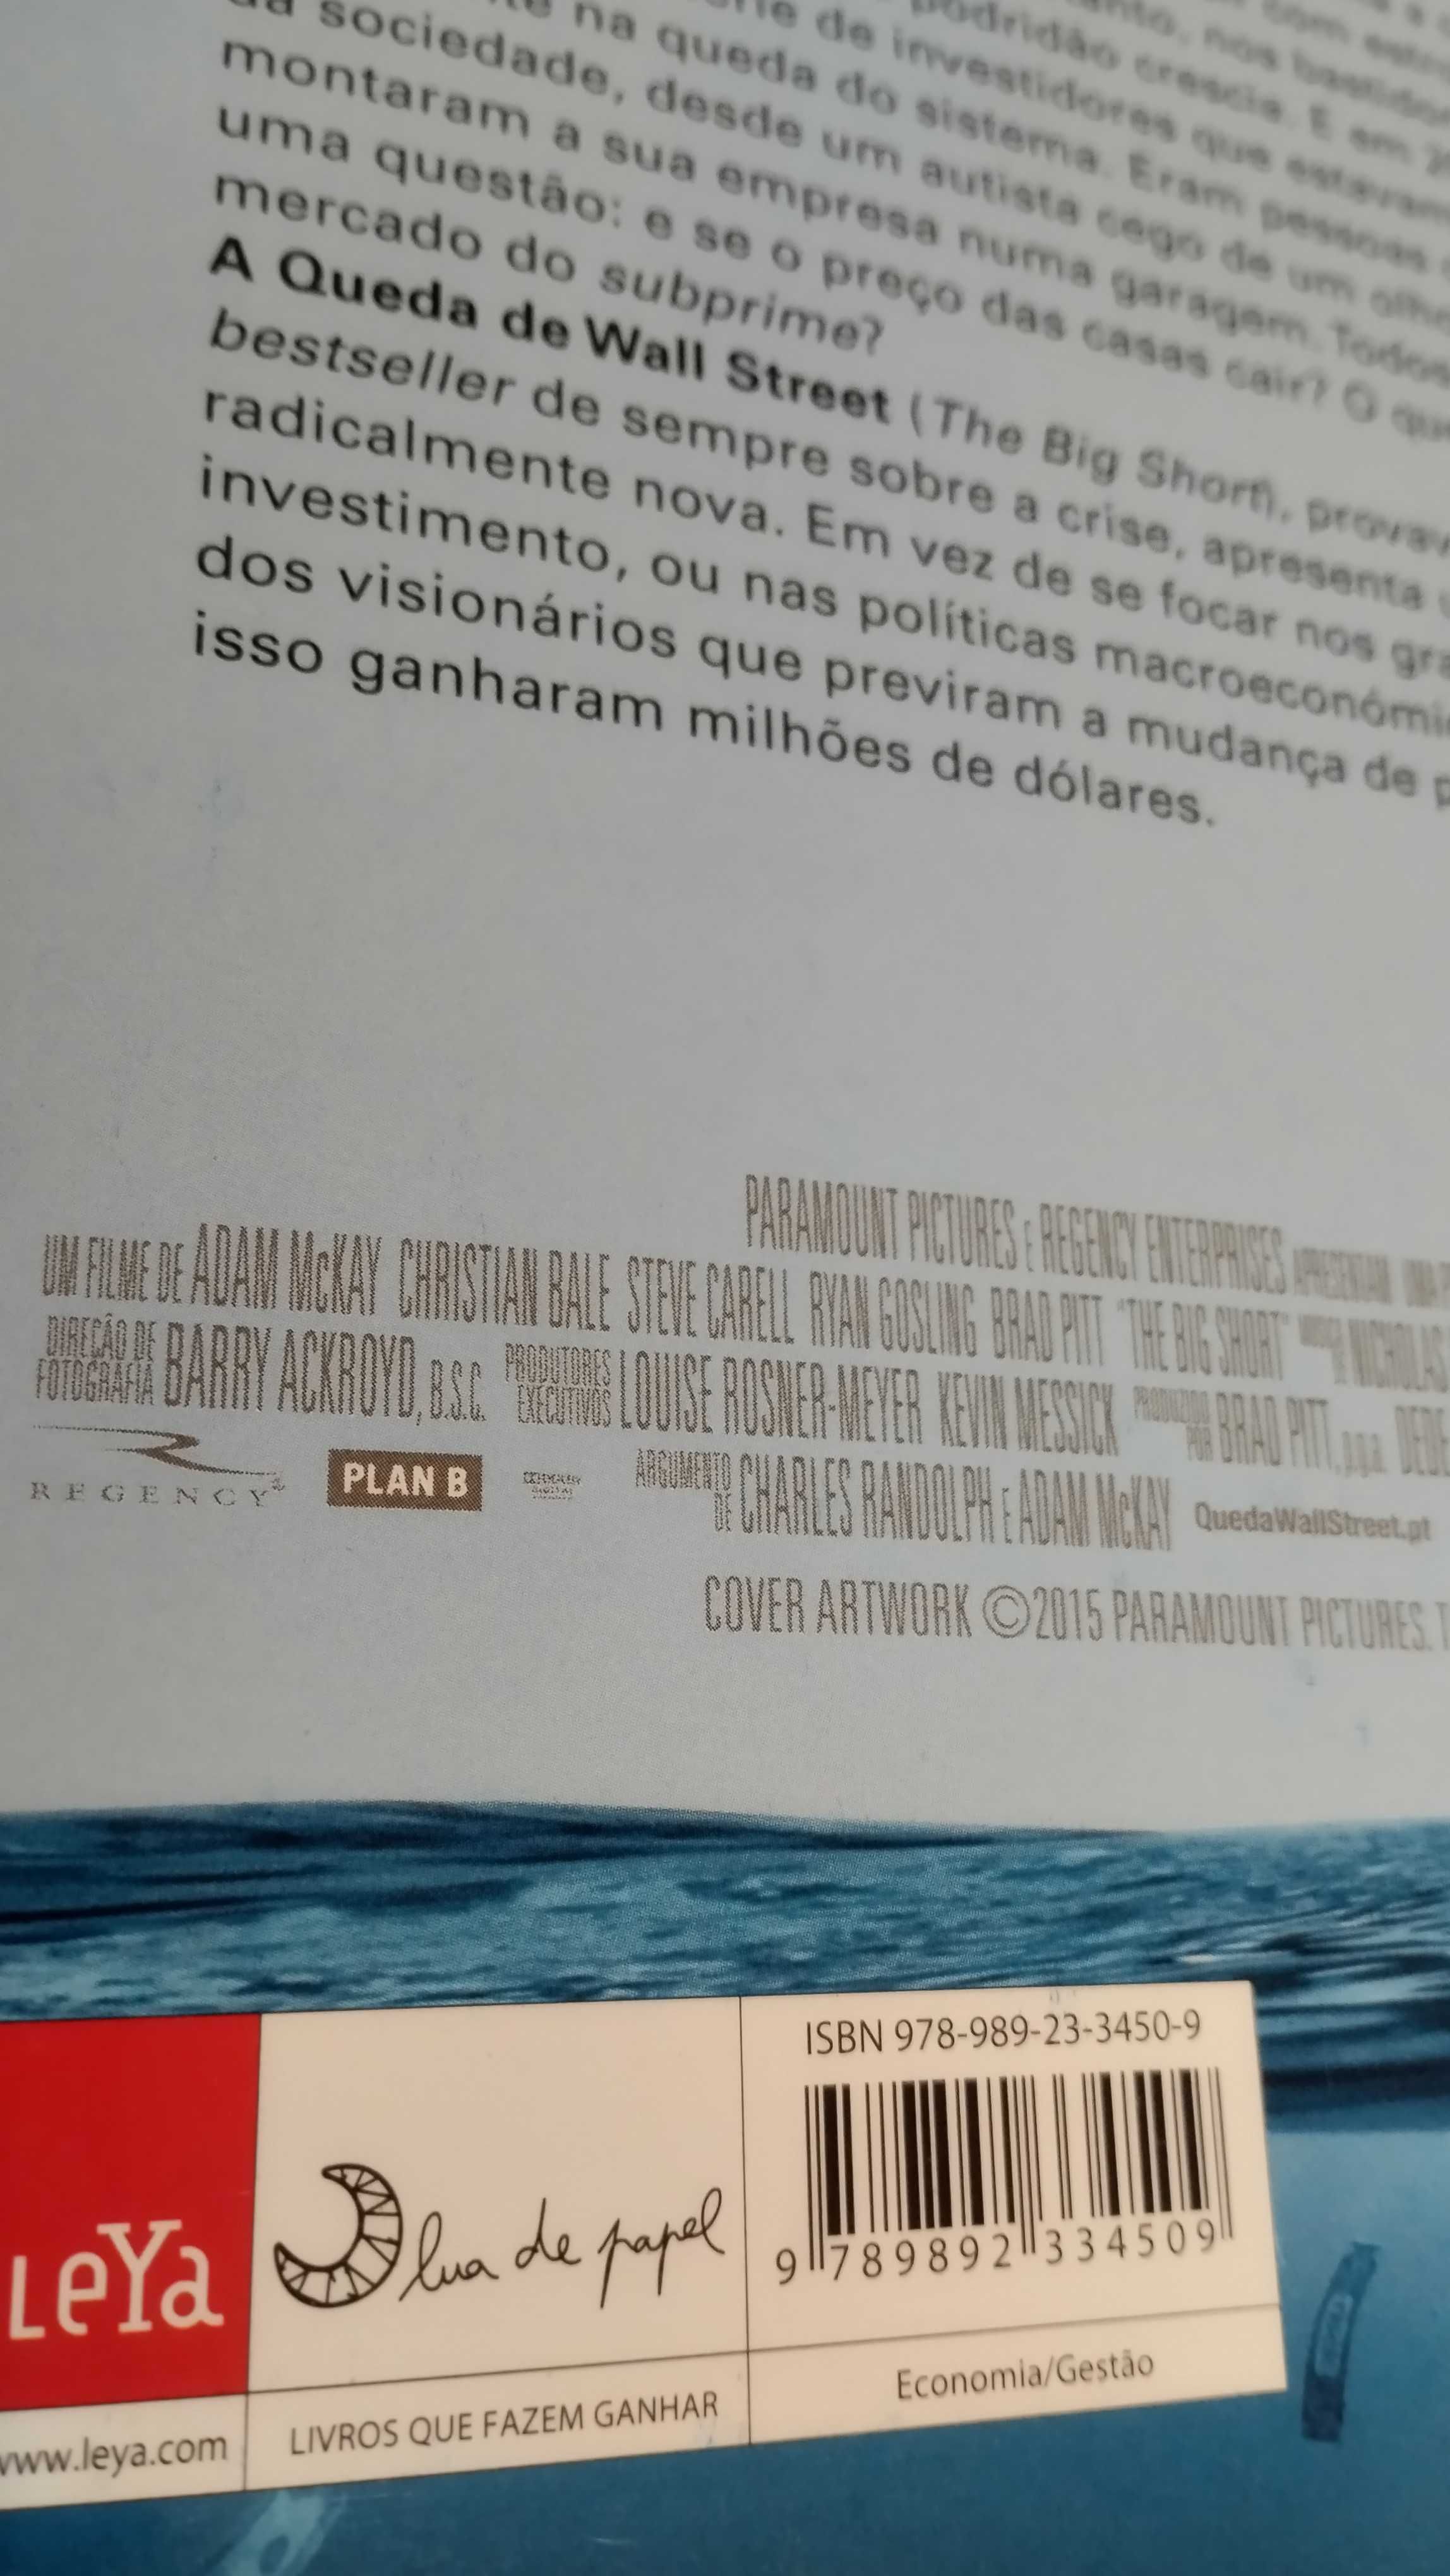 na queda do sistema. Eram pessoas
sociedade, desde um autista cego de um olho
montaram a sua empresa numa garagem. Todos
uma questão: e se o preço das casas cair? O que
mercado do subprime?
A Queda de Wall Street (The Big Short), provav
bestseller de sempre sobre a crise, apresenta
radicalmente nova. Em vez de se focar nos gra
investimento, ou nas políticas macroeconómi
dos visionários que previram a mudança de p
isso ganharam milhões de dólares.
PARAMOUNT PICTURES E REGENCY ENTERPRISES APRESENTAM
UM FILME DE ADAM McKAY CHRISTIAN BALE STEVE CARELL RYAN GOSLING BRAD PITT "THE BIG SHORT" NICHOLAS
DIREÇÃO DE FOTOGRAFIA BARRY ACKROYD, B.S.C. PRODUTORES EXECUTIVOS LOUISE ROSNER-MEYER KEVIN MESSICK PRODUZIDO POR BRAD PITT, p.g.a. DEDE
ARGUMENTO DE CHARLES RANDOLPH E ADAM McKAY QuedaWallStreet.pt
REGENCY
PLAN B
COVER ARTWORK ©2015 PARAMOUNT PICTURES. T
ISBN 978-989-23-3450-9
9 789892 334509
LeYa
lua de papel
Economia/Gestão
LIVROS QUE FAZEM GANHAR
www.leya.com